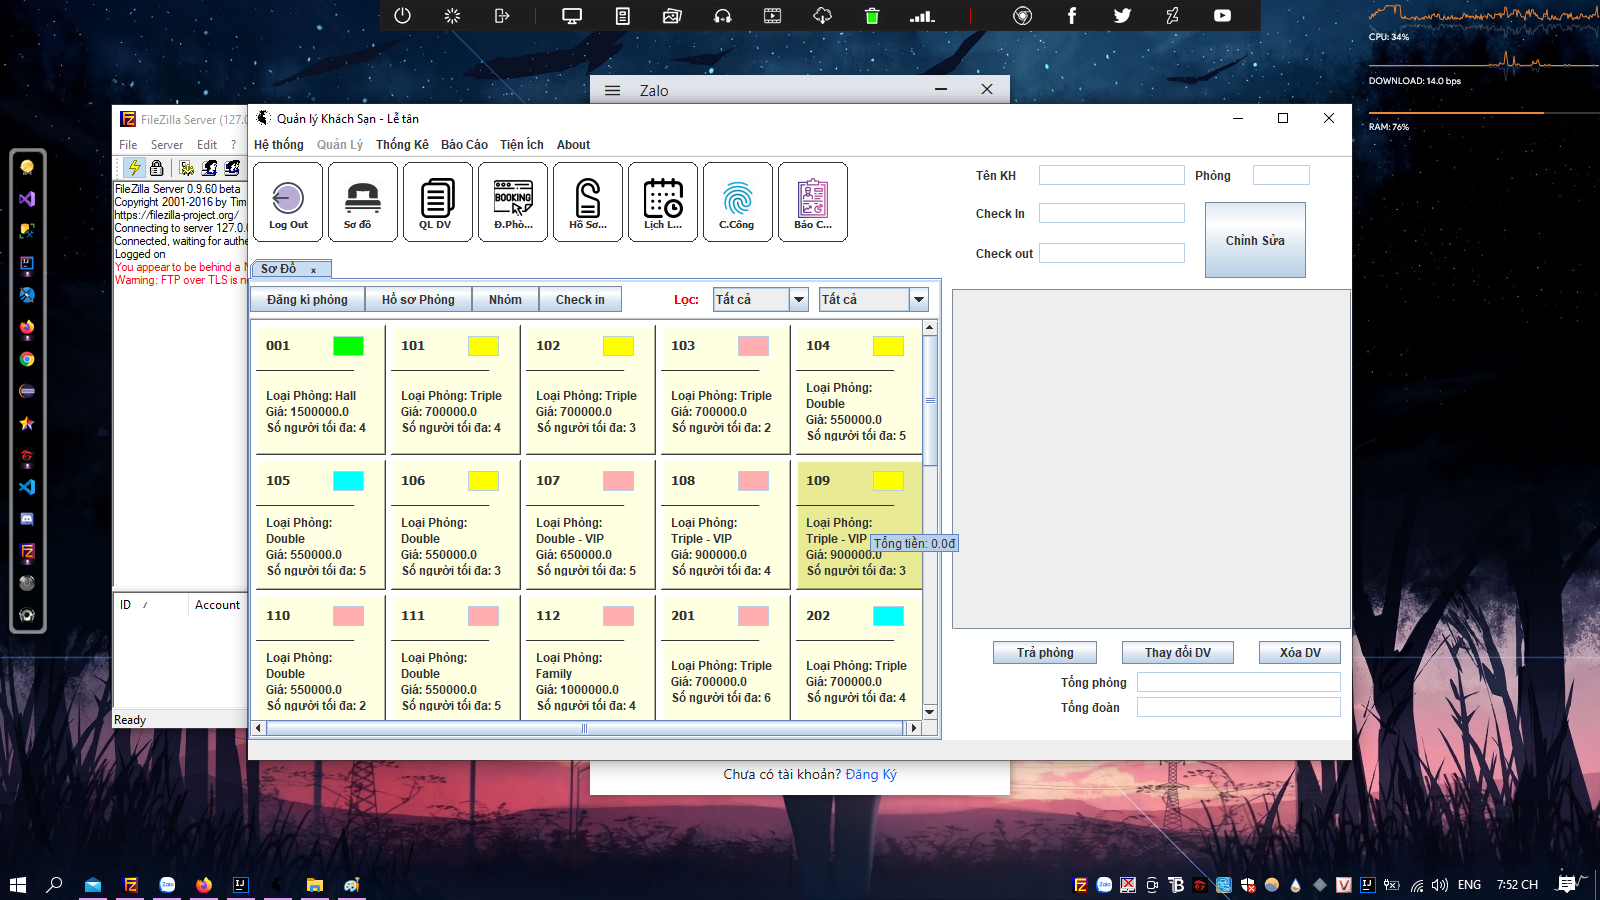 CPU: 34%
DOWNLOAD: 14.0 bps
RAM: 76%
Zalo
FileZilla Server (127.0
File Server Edit ?
FileZilla Server 0.9.60 beta
Copyright 2001-2016 by Tim
https://filezilla-project.org/
Connecting to server 127.0.
Connected, waiting for authe
Logged on
You appear to be behind a N
Warning: FTP over TLS is no
ID / Account
Ready
Quản lý Khách Sạn - Lễ tân
Hệ thống Quản Lý Thống Kê Báo Cáo Tiện Ích About
Log Out Sơ đồ QL DV BOOKING Đ.Phò... Hồ Sơ... Lịch L... C.Công Báo C...
Sơ Đồ x
Đăng kí phòng Hồ sơ Phòng Nhóm Check in Lọc: Tất cả Tất cả
001
Loại Phòng: Hall
Giá: 1500000.0
Số người tối đa: 4
101
Loại Phòng: Triple
Giá: 700000.0
Số người tối đa: 4
102
Loại Phòng: Triple
Giá: 700000.0
Số người tối đa: 3
103
Loại Phòng: Triple
Giá: 700000.0
Số người tối đa: 2
104
Loại Phòng:
Double
Giá: 550000.0
Số người tối đa: 5
105
Loại Phòng:
Double
Giá: 550000.0
Số người tối đa: 5
106
Loại Phòng:
Double
Giá: 550000.0
Số người tối đa: 3
107
Loại Phòng:
Double - VIP
Giá: 650000.0
Số người tối đa: 5
108
Loại Phòng:
Triple - VIP
Giá: 900000.0
Số người tối đa: 4
109
Loại Phòng:
Triple - VIP
Giá: 900000.0
Số người tối đa: 3
Tổng tiền: 0.0đ
110
Loại Phòng:
Double
Giá: 550000.0
Số người tối đa: 2
111
Loại Phòng:
Double
Giá: 550000.0
Số người tối đa: 5
112
Loại Phòng:
Family
Giá: 1000000.0
Số người tối đa: 4
201
Loại Phòng: Triple
Giá: 700000.0
Số người tối đa: 6
202
Loại Phòng: Triple
Giá: 700000.0
Số người tối đa: 4
Tên KH Phòng
Check In
Check out
Chỉnh Sửa
Trả phòng Thay đổi DV Xóa DV
Tổng phòng
Tổng đoàn
Chưa có tài khoản? Đăng Ký
ENG 7:52 CH